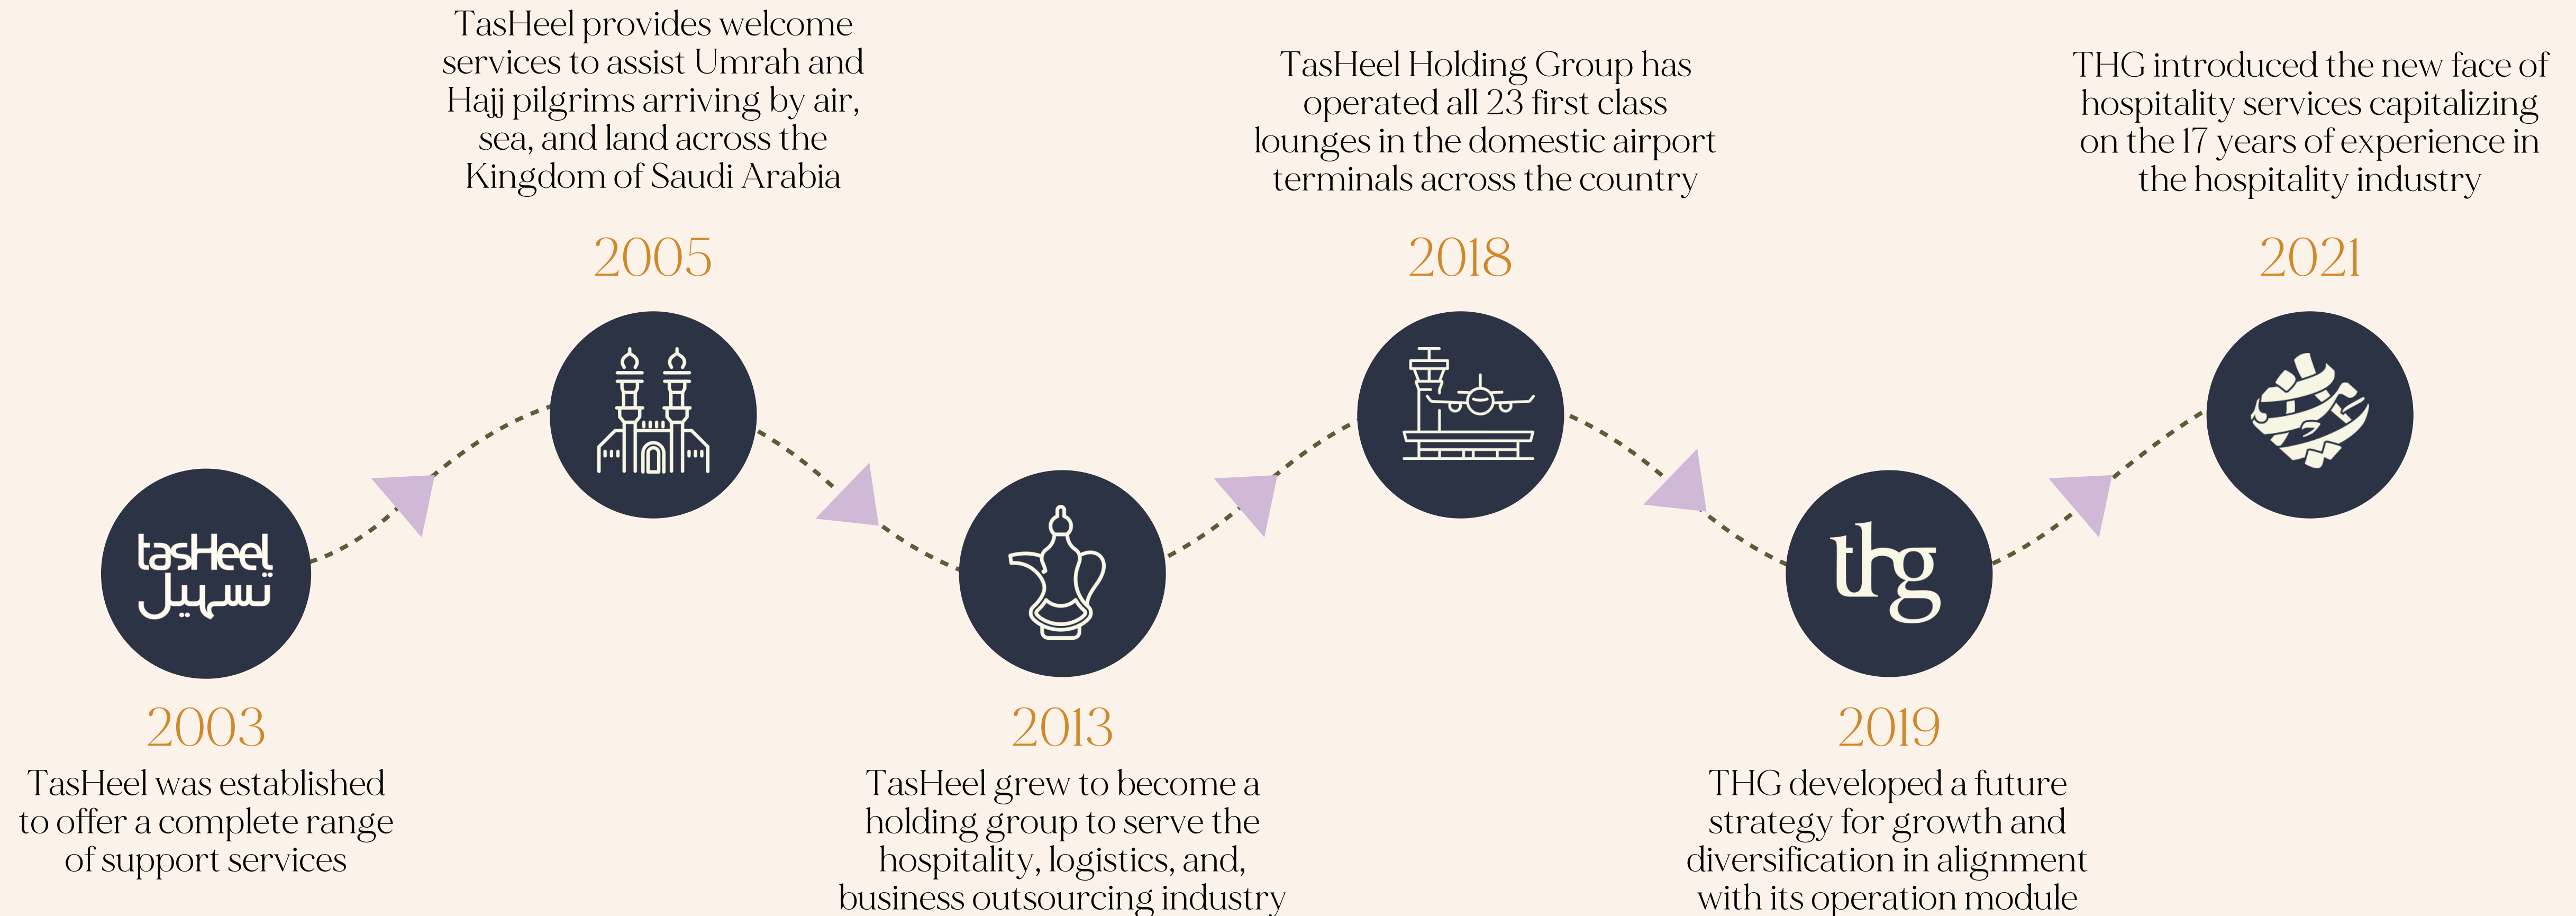 tasHeel
تسهيل
2003
TasHeel was established
to offer a complete range
of support services
TasHeel provides welcome
services to assist Umrah and
Hajj pilgrims arriving by air,
sea, and land across the
Kingdom of Saudi Arabia
2005
2013
TasHeel grew to become a
holding group to serve the
hospitality, logistics, and,
business outsourcing industry
TasHeel Holding Group has
operated all 23 first class
lounges in the domestic airport
terminals across the country
2018
thg
2019
THG developed a future
strategy for growth and
diversification in alignment
with its operation module
THG introduced the new face of
hospitality services capitalizing
on the 17 years of experience in
the hospitality industry
2021